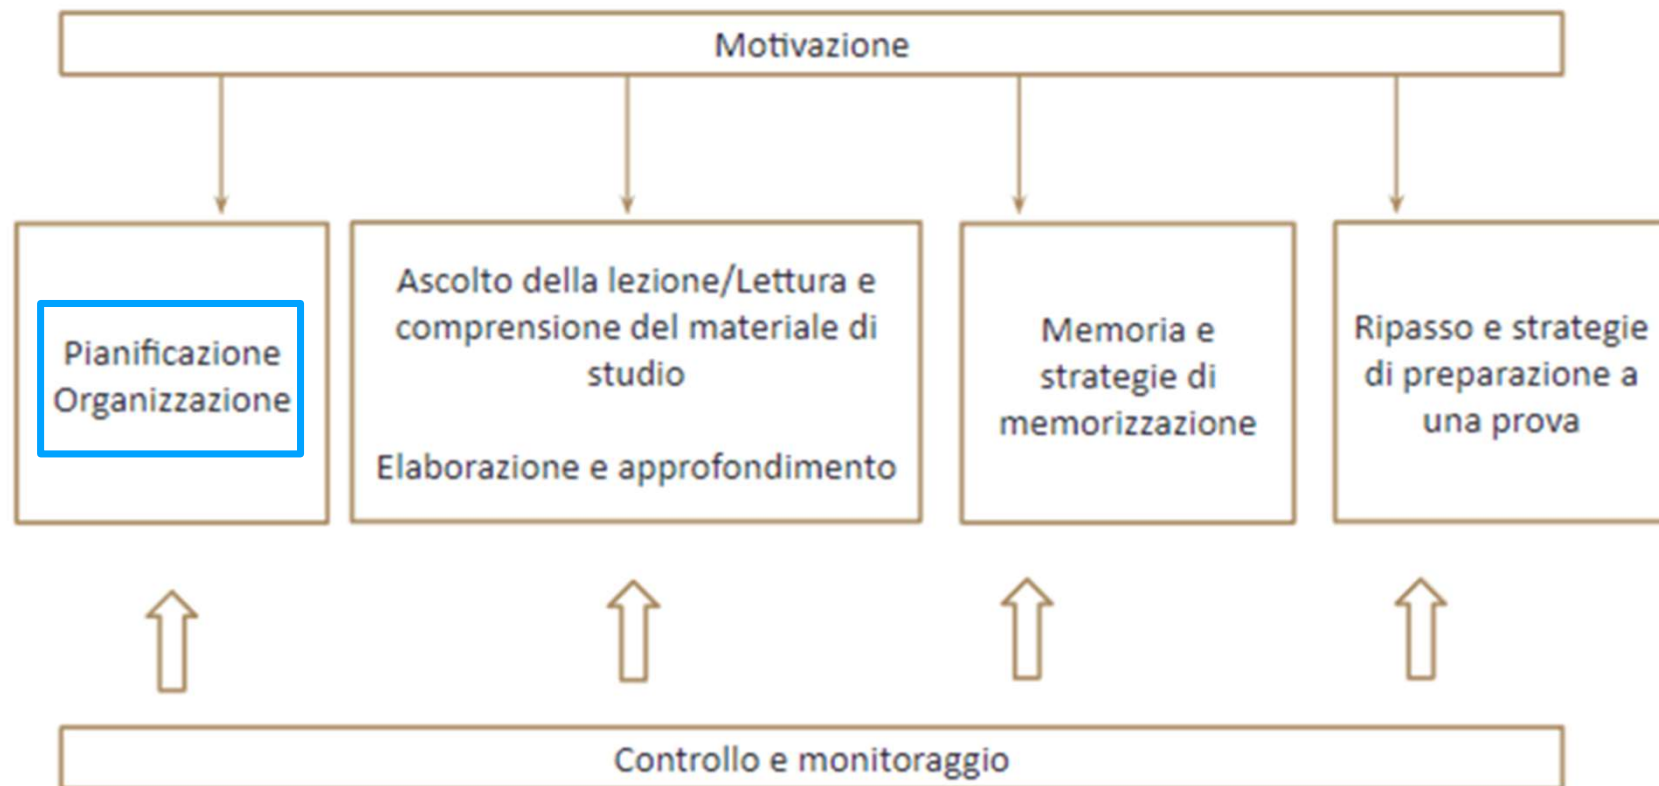 Motivazione
Pianificazione
Organizzazione
Ascolto della lezione/Lettura e
comprensione del materiale di
studio
Elaborazione e approfondimento
Memoria e
strategie di
memorizzazione
Ripasso e strategie
di preparazione a
una prova
Controllo e monitoraggio